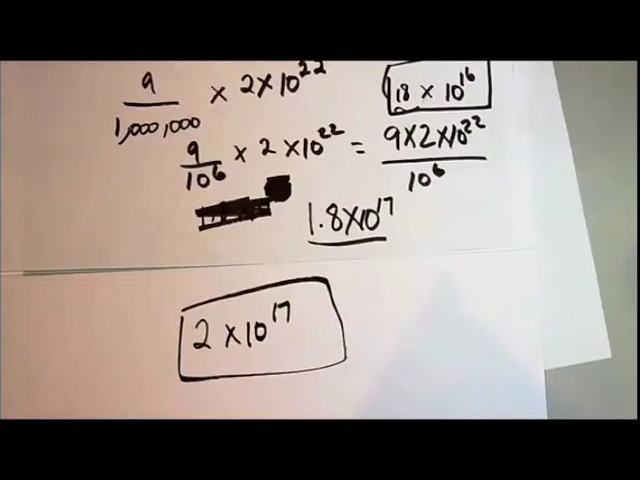 9/1,000,000 × 2×10²² 
18 × 10¹⁶
9/10⁶ × 2×10²² = 9×2×10²²/10⁶
1.8×10¹⁷
2×10¹⁷